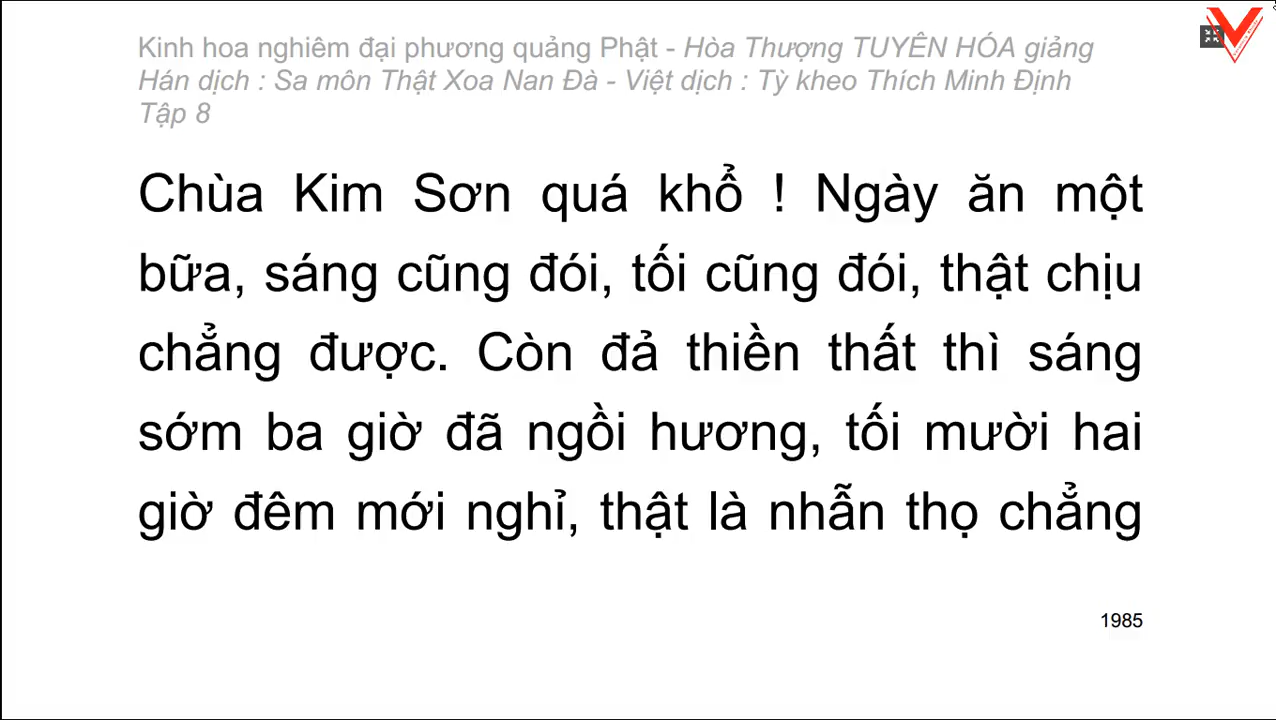 Kinh hoa nghiêm đại phương quảng Phật - Hòa Thượng TUYÊN HÓA giảng
Hán dịch : Sa môn Thật Xoa Nan Đà - Việt dịch : Tỳ kheo Thích Minh Định
Tập 8
Chùa Kim Sơn quá khổ ! Ngày ăn một
bữa, sáng cũng đói, tối cũng đói, thật chịu
chẳng được. Còn đả thiền thất thì sáng
sớm ba giờ đã ngồi hương, tối mười hai
giờ đêm mới nghỉ, thật là nhẫn thọ chẳng
1985